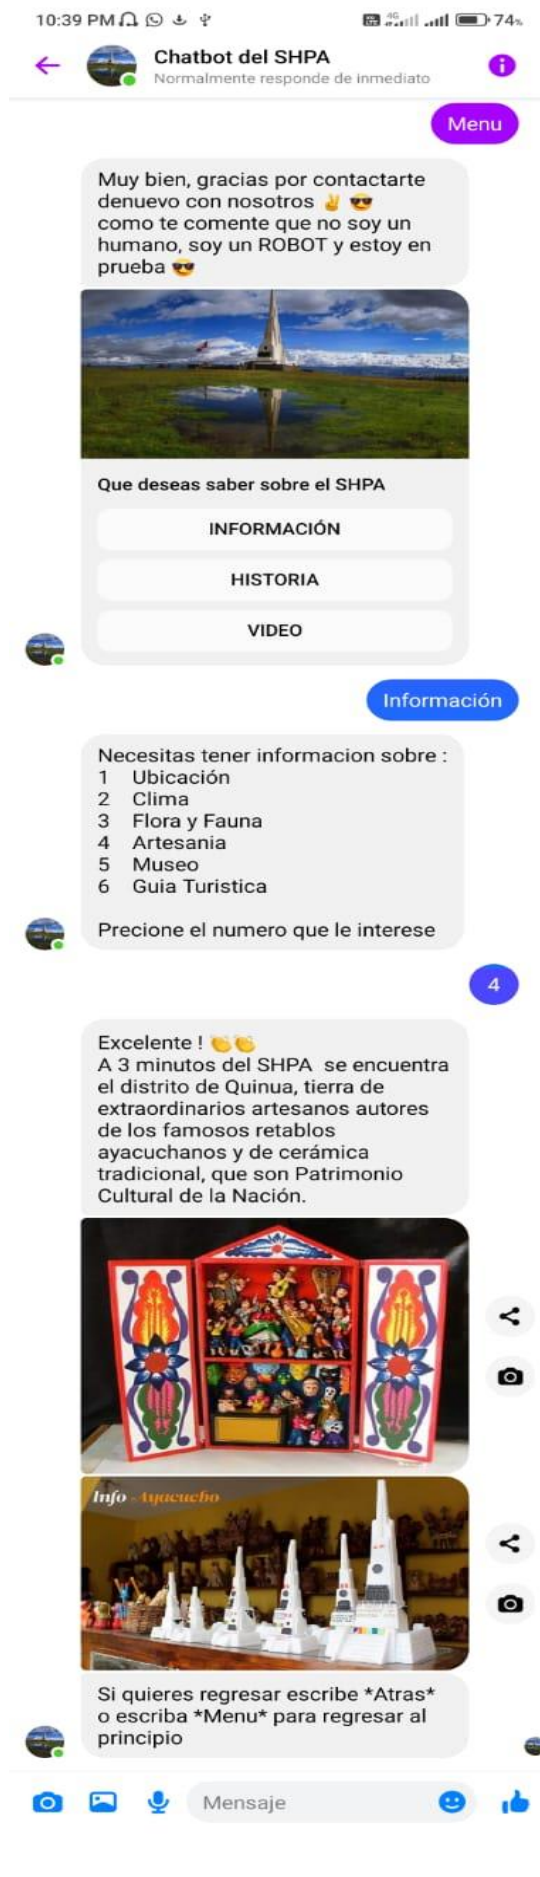 10:39 PM
4G
74%
Chatbot del SHPA
Normalmente responde de inmediato
Menu
Muy bien, gracias por contactarte
denuevo con nosotros ✌️ 😎
como te comente que no soy un
humano, soy un ROBOT y estoy en
prueba 😎
Que deseas saber sobre el SHPA
INFORMACIÓN
HISTORIA
VIDEO
Información
Necesitas tener informacion sobre :
1 Ubicación
2 Clima
3 Flora y Fauna
4 Artesania
5 Museo
6 Guia Turistica
Precione el numero que le interese
4
Excelente ! 👏👏
A 3 minutos del SHPA se encuentra
el distrito de Quinua, tierra de
extraordinarios artesanos autores
de los famosos retablos
ayacuchanos y de cerámica
tradicional, que son Patrimonio
Cultural de la Nación.
Info Ayacucho
Si quieres regresar escribe *Atras*
o escriba *Menu* para regresar al
principio
Mensaje